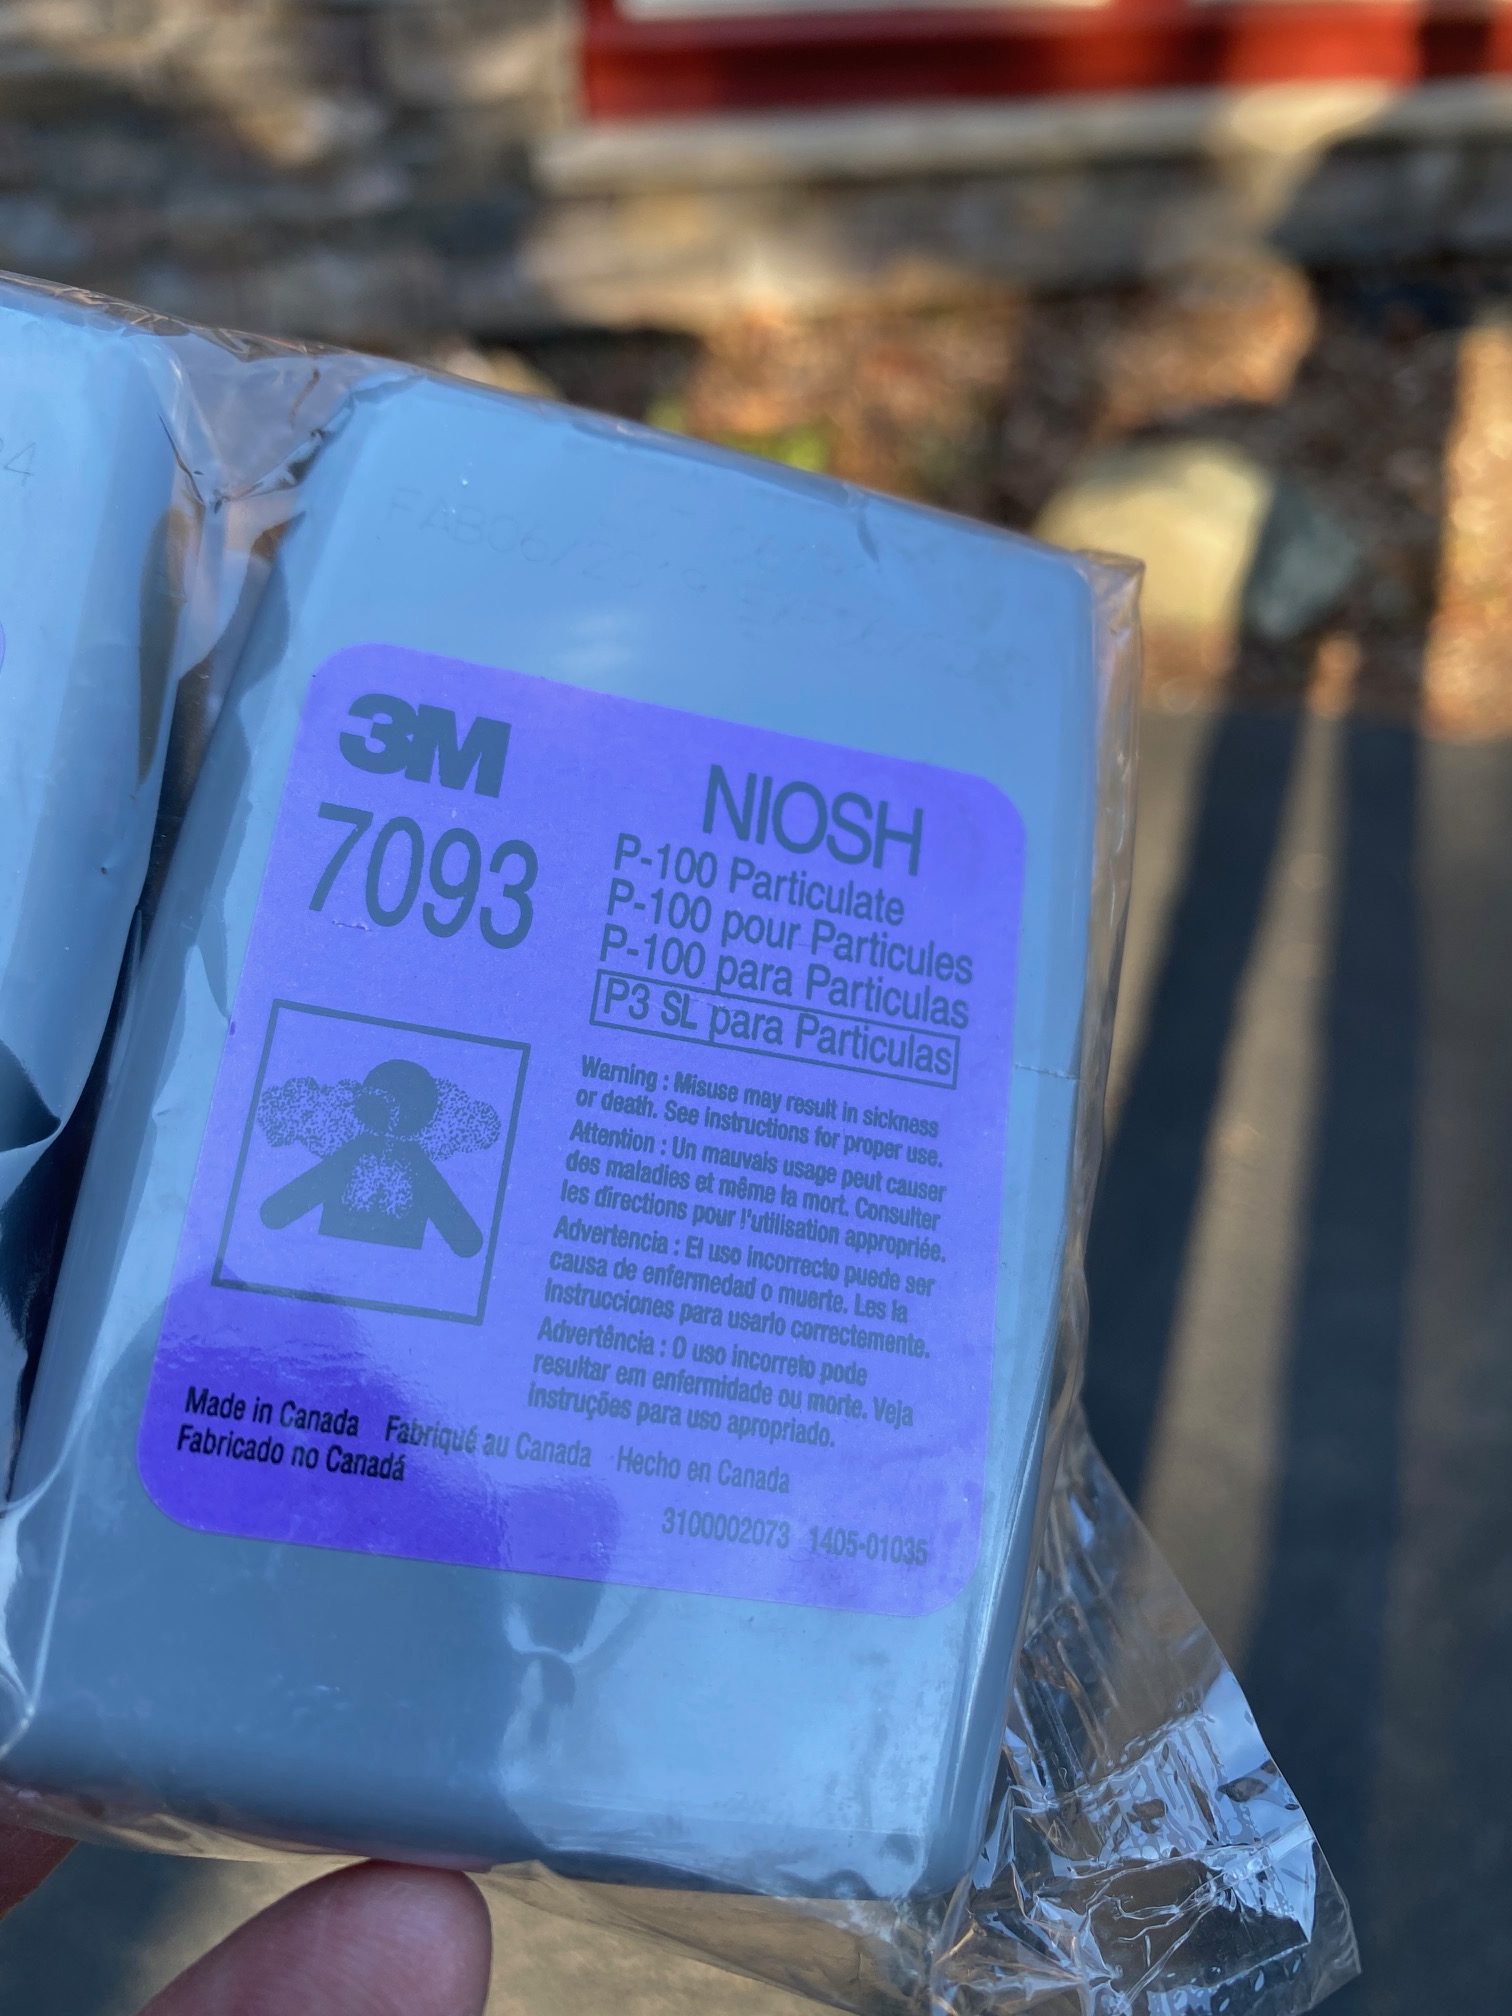 3M
7093
NIOSH
P-100 Particulate
P-100 pour Particules
P-100 para Particulas
P3 SL para Particulas
Warning : Misuse may result in sickness
or death. See instructions for proper use.
Attention : Un mauvais usage peut causer
des maladies et même la mort. Consulter
les directions pour l'utilisation appropriée.
Advertencia : El uso incorrecto puede ser
causa de enfermedad o muerte. Les la
Instrucciones para usarlo correctemente.
Advertência : O uso incorreto pode
resultar em enfermidade ou morte. Veja
instruções para uso apropriado.
Made in Canada Fabriqué au Canada Hecho en Canada
Fabricado no Canadá
3100002073 1405-01035